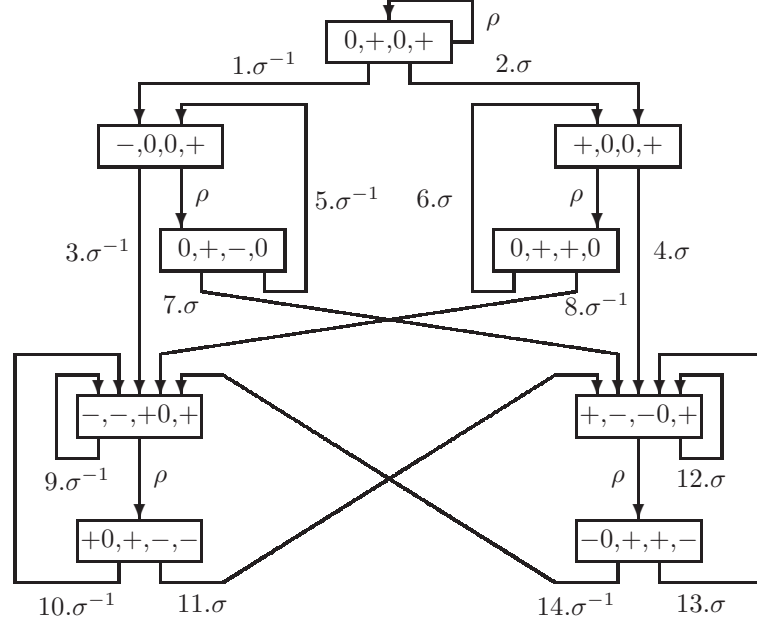 0,+,0,+
ρ
1.σ⁻¹
2.σ
−,0,0,+
+,0,0,+
ρ
5.σ⁻¹
6.σ
ρ
3.σ⁻¹
0,+,−,0
0,+,+,0
4.σ
7.σ
8.σ⁻¹
−,−,+0,+
+,−,−0,+
9.σ⁻¹
ρ
ρ
12.σ
+0,+,−,−
−0,+,+,−
10.σ⁻¹
11.σ
14.σ⁻¹
13.σ